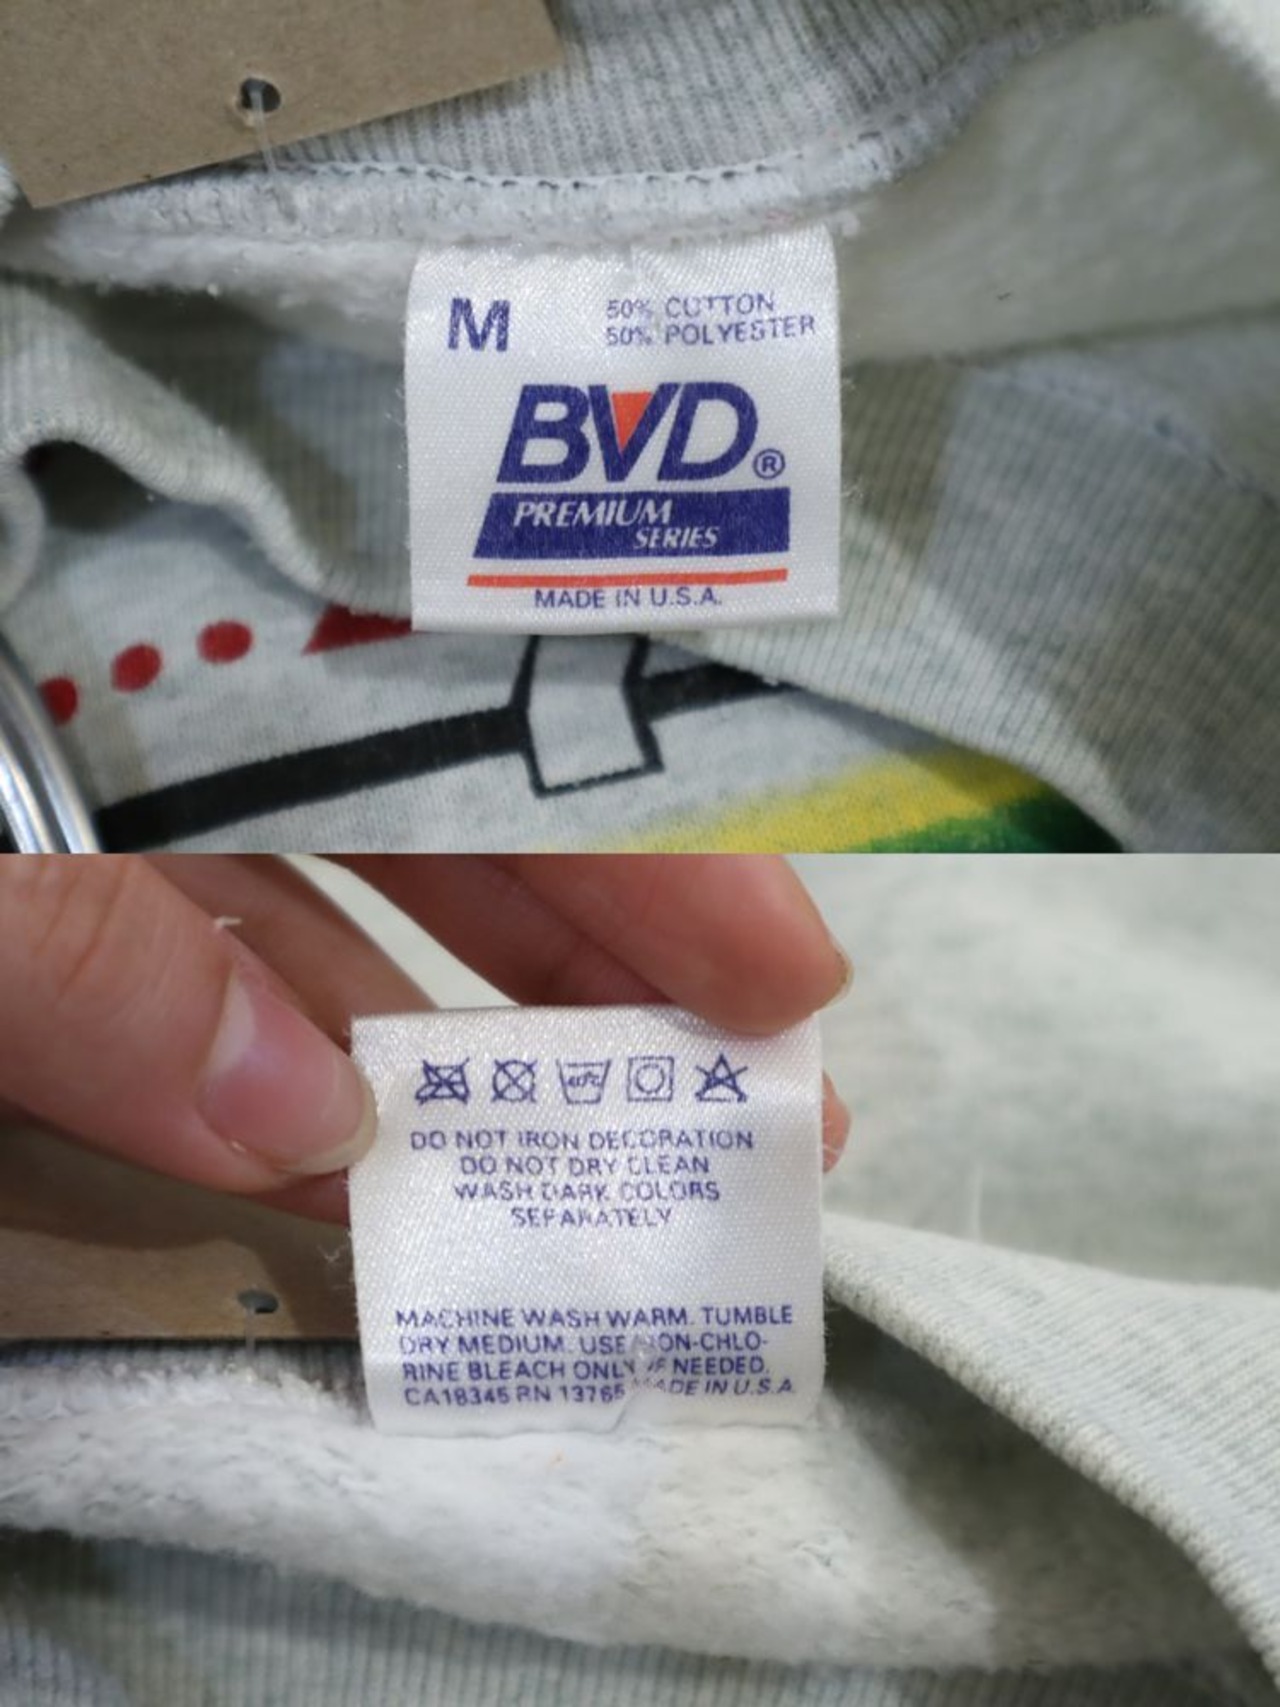 M
50% COTTON
50% POLYESTER
BVD®
PREMIUM
SERIES
MADE IN U.S.A.
40°C
DO NOT IRON DECORATION
DO NOT DRY CLEAN
WASH DARK COLORS
SEPARATELY
MACHINE WASH WARM. TUMBLE
DRY MEDIUM. USE NON-CHLO-
RINE BLEACH ONLY IF NEEDED.
CA18345 RN 13765 MADE IN U.S.A.